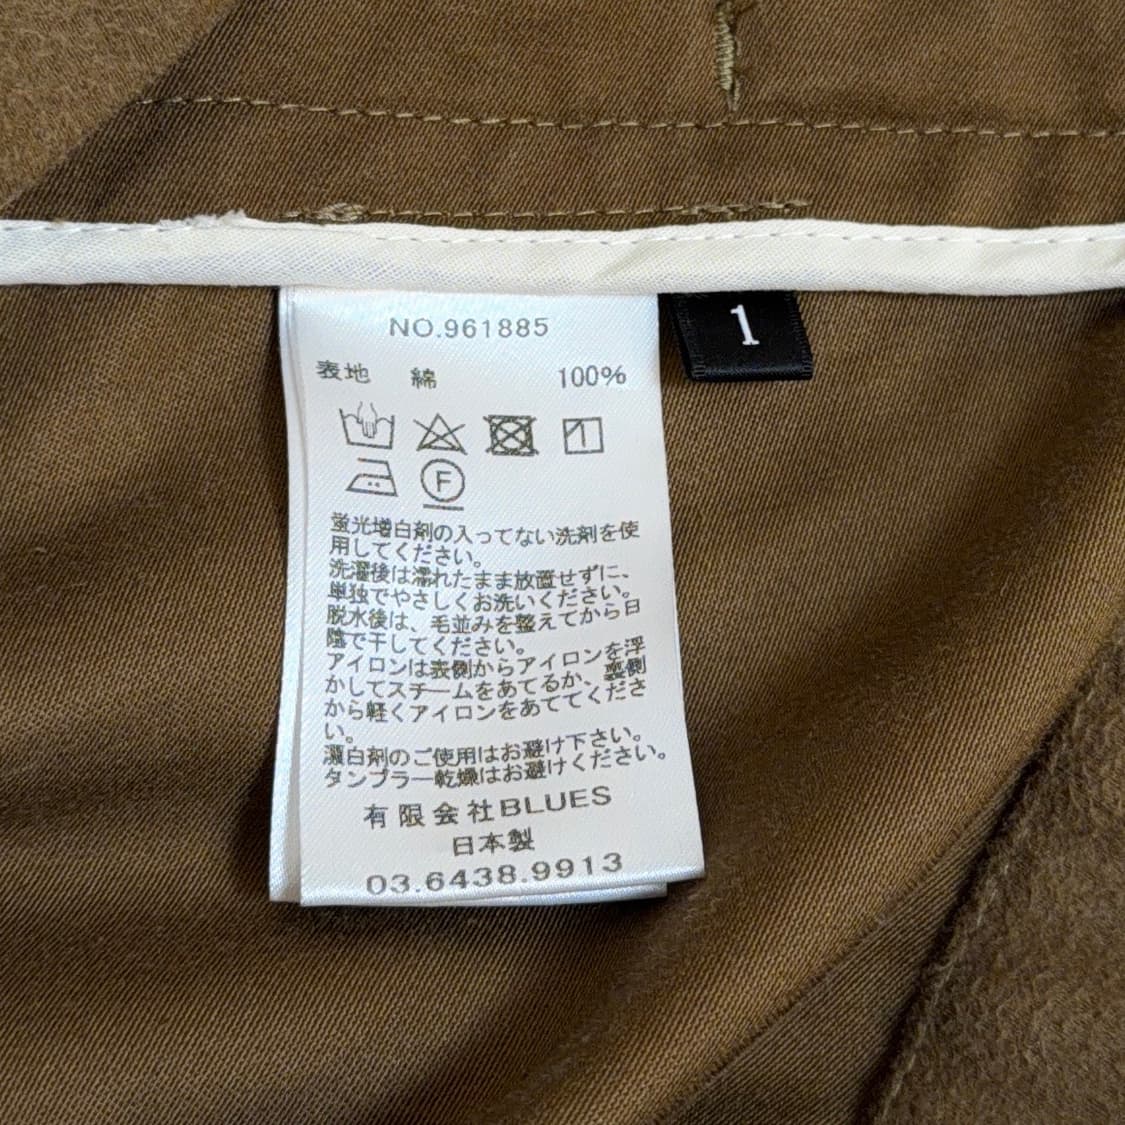 NO.961885
1
表地 綿 100%
F
蛍光増白剤の入ってない洗剤を使
用してください。
洗濯後は濡れたまま放置せずに、
単独でやさしくお洗いください。
脱水後は、毛並みを整えてから日
陰で干してください。
アイロンは表側からアイロンを浮
かしてスチームをあてるか、裏側
から軽くアイロンをあててくださ
い。
漂白剤のご使用はお避け下さい。
タンブラー乾燥はお避けください。
有限会社BLUES
日本製
03.6438.9913